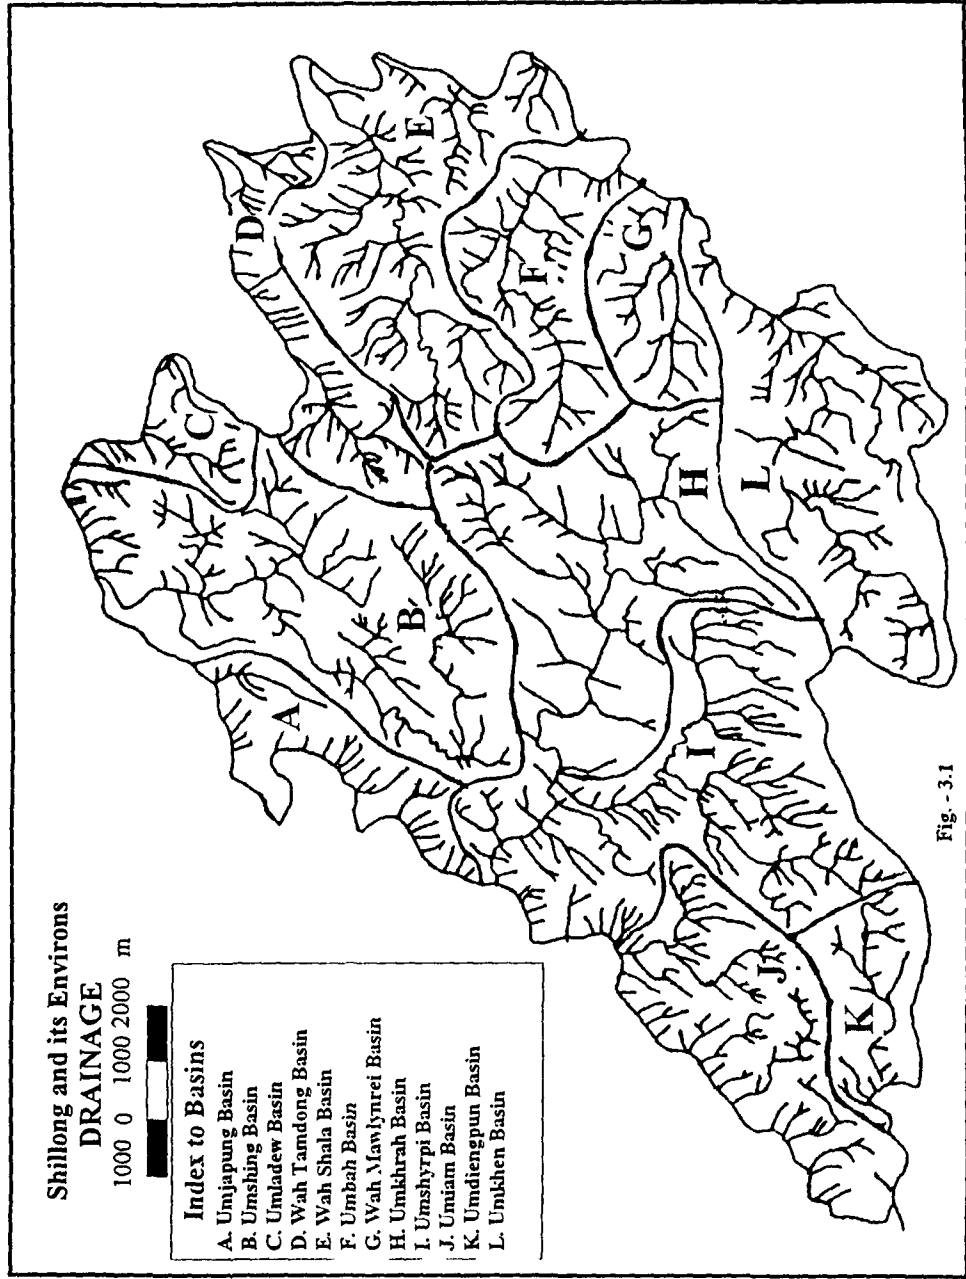 Shillong and its Environs
DRAINAGE
1000 0 1000 2000 m
Index to Basins
A. Umjapung Basin
B. Umshing Basin
C. Umladew Basin
D. Wah Tamdong Basin
E. Wah Shala Basin
F. Umbah Basin
G. Wah Mawlynrei Basin
H. Umkhrah Basin
I. Umshyrpi Basin
J. Umiam Basin
K. Umdiengpun Basin
L. Umkhen Basin
A
B
C
D
E
F
G
H
I
J
K
L
Fig. - 3.1